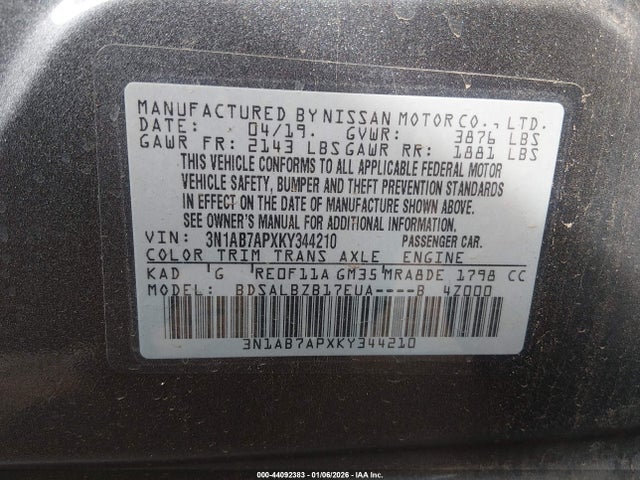 MANUFACTURED BY NISSAN MOTOR CO., LTD.
DATE: 04/19. GVWR: 3876 LBS
GAWR FR: 2143 LBS GAWR RR: 1881 LBS
THIS VEHICLE CONFORMS TO ALL APPLICABLE FEDERAL MOTOR
VEHICLE SAFETY, BUMPER AND THEFT PREVENTION STANDARDS
IN EFFECT ON THE DATE OF MANUFACTURE SHOWN ABOVE.
SEE OWNER'S MANUAL FOR ADDITIONAL INFORMATION.
VIN: 3N1AB7APXKY344210 PASSENGER CAR.
COLOR TRIM TRANS AXLE ENGINE
KAD G RE0F11A GM35 MRA8DE 1798 CC
MODEL: BDSALBZB17EUA----B 4Z000
3N1AB7APXKY344210
000-44092383 | 01/06/2026 | IAA Inc.